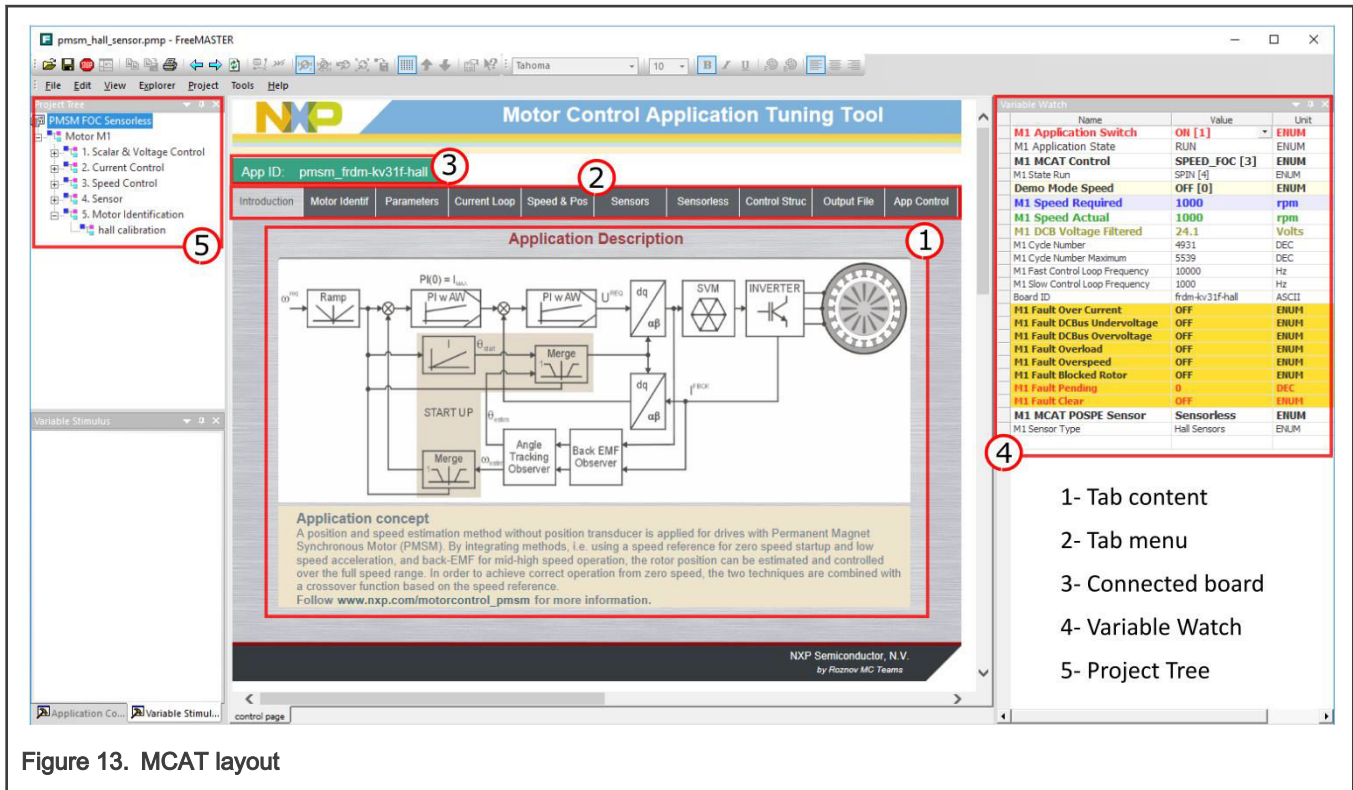 pmsm_hall_sensor.pmp - FreeMASTER
Tahoma 10 B I U
File Edit View Explorer Project Tools Help
Project Tree
PMSM FOC Sensorless
Motor M1
1. Scalar & Voltage Control
2. Current Control
3. Speed Control
4. Sensor
5. Motor Identification
hall calibration
5
Variable Stimulus
Application Co... Variable Stimul...
NXP Motor Control Application Tuning Tool
App ID: pmsm_frdm-kv31f-hall
3
2
Introduction Motor Identif Parameters Current Loop Speed & Pos Sensors Sensorless Control Struc Output File App Control
Application Description
1
PI(0) =
Ramp PI w AW PI w AW U REQ dq αβ SVM INVERTER
I θ Merge
1
START UP
dq αβ I FBCK
θ estim
Merge ω estim Angle Tracking Observer Back EMF Observer
1
Application concept
A position and speed estimation method without position transducer is applied for drives with Permanent Magnet
Synchronous Motor (PMSM). By integrating methods, i.e. using a speed reference for zero speed startup and low
speed acceleration, and back-EMF for mid-high speed operation, the rotor position can be estimated and controlled
over the full speed range. In order to achieve correct operation from zero speed, the two techniques are combined with
a crossover function based on the speed reference.
Follow www.nxp.com/motorcontrol_pmsm for more information.
NXP Semiconductor, N.V.
by Roznov MC Teams
control page
Variable Watch
Name Value Unit
M1 Application Switch ON [1] ENUM
M1 Application State RUN ENUM
M1 MCAT Control SPEED_FOC [3] ENUM
M1 State Run SPIN [4] ENUM
Demo Mode Speed OFF [0] ENUM
M1 Speed Required 1000 rpm
M1 Speed Actual 1000 rpm
M1 DCB Voltage Filtered 24.1 Volts
M1 Cycle Number 4931 DEC
M1 Cycle Number Maximum 5539 DEC
M1 Fast Control Loop Frequency 10000 Hz
M1 Slow Control Loop Frequency 1000 Hz
Board ID frdm-kv31f-hall ASCII
M1 Fault Over Current OFF ENUM
M1 Fault DCBus Undervoltage OFF ENUM
M1 Fault DCBus Overvoltage OFF ENUM
M1 Fault Overload OFF ENUM
M1 Fault Overspeed OFF ENUM
M1 Fault Blocked Rotor OFF ENUM
M1 Fault Pending 0 DEC
M1 Fault Clear OFF ENUM
M1 MCAT POSPE Sensor Sensorless ENUM
M1 Sensor Type Hall Sensors ENUM
4
1- Tab content
2- Tab menu
3- Connected board
4- Variable Watch
5- Project Tree
Figure 13. MCAT layout